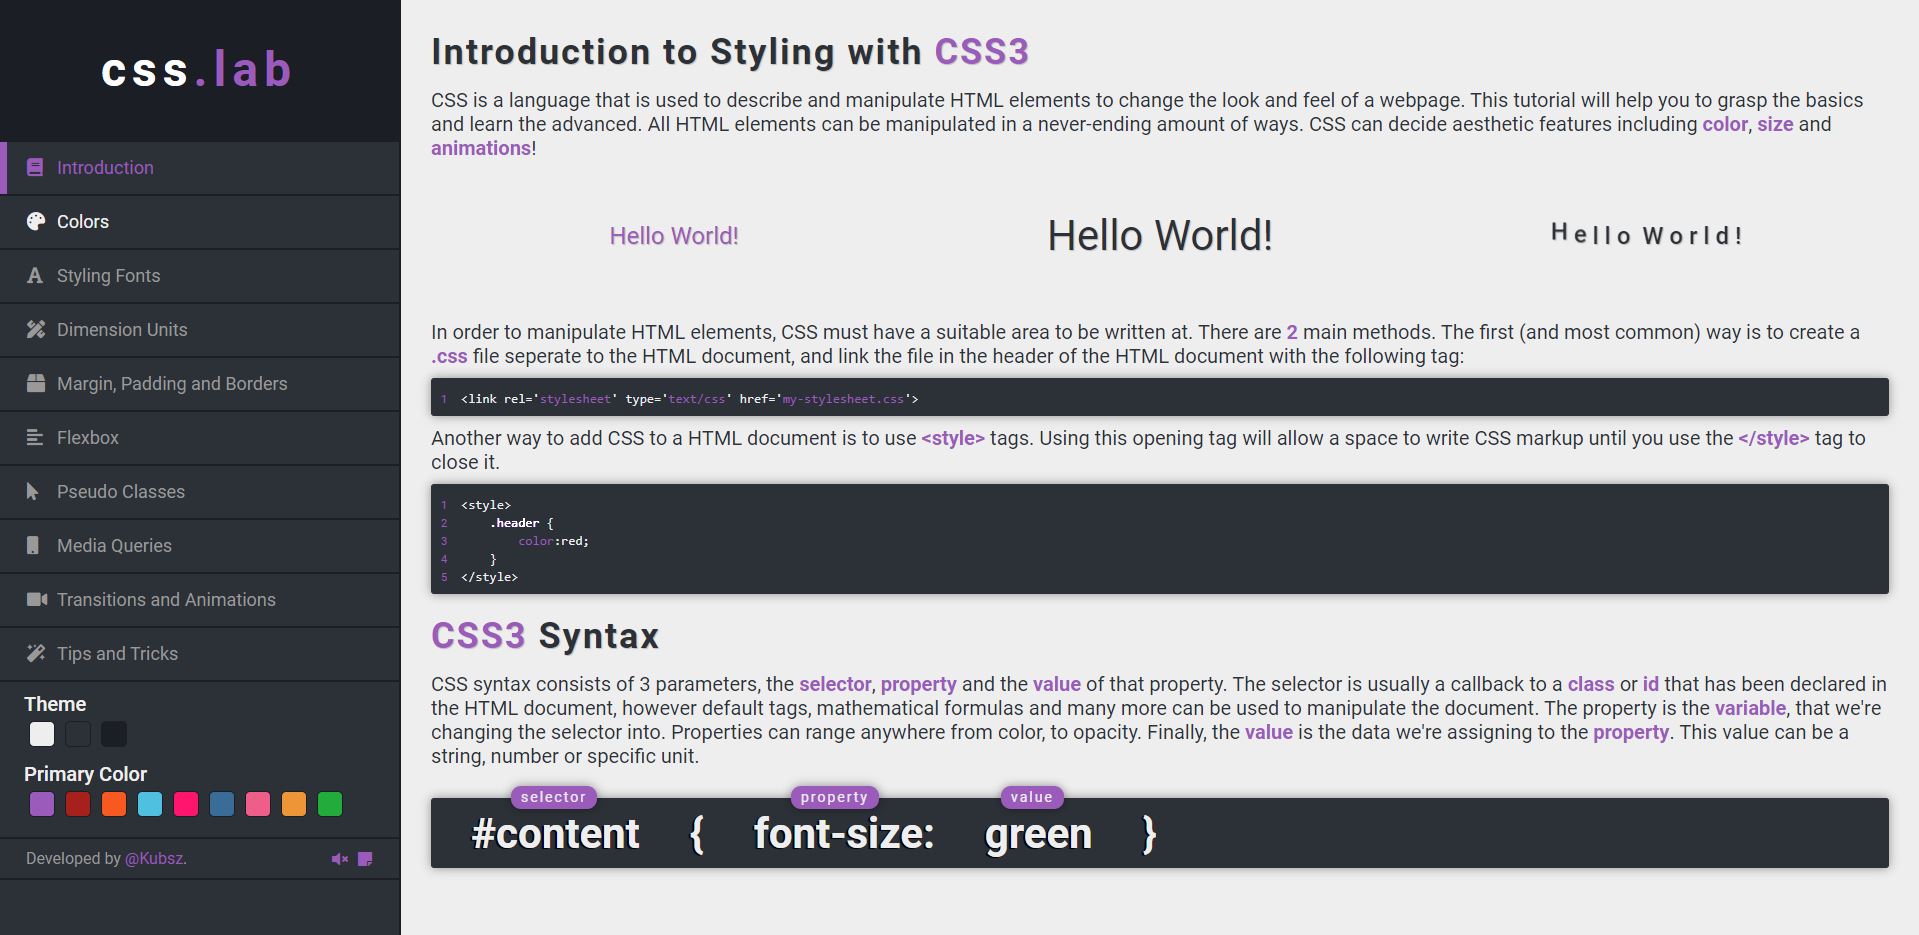 css.lab
Introduction
Colors
Styling Fonts
Dimension Units
Margin, Padding and Borders
Flexbox
Pseudo Classes
Media Queries
Transitions and Animations
Tips and Tricks
Theme
Primary Color
Developed by @Kubsz.
Introduction to Styling with CSS3
CSS is a language that is used to describe and manipulate HTML elements to change the look and feel of a webpage. This tutorial will help you to grasp the basics
and learn the advanced. All HTML elements can be manipulated in a never-ending amount of ways. CSS can decide aesthetic features including color, size and
animations!
Hello World! Hello World! Hello World!
In order to manipulate HTML elements, CSS must have a suitable area to be written at. There are 2 main methods. The first (and most common) way is to create a
.css file seperate to the HTML document, and link the file in the header of the HTML document with the following tag:
1 <link rel='stylesheet' type='text/css' href='my-stylesheet.css'>
Another way to add CSS to a HTML document is to use <style> tags. Using this opening tag will allow a space to write CSS markup until you use the </style> tag to
close it.
1 <style>
2 .header {
3 color:red;
4 }
5 </style>
CSS3 Syntax
CSS syntax consists of 3 parameters, the selector, property and the value of that property. The selector is usually a callback to a class or id that has been declared in
the HTML document, however default tags, mathematical formulas and many more can be used to manipulate the document. The property is the variable, that we're
changing the selector into. Properties can range anywhere from color, to opacity. Finally, the value is the data we're assigning to the property. This value can be a
string, number or specific unit.
selector property value
#content { font-size: green }